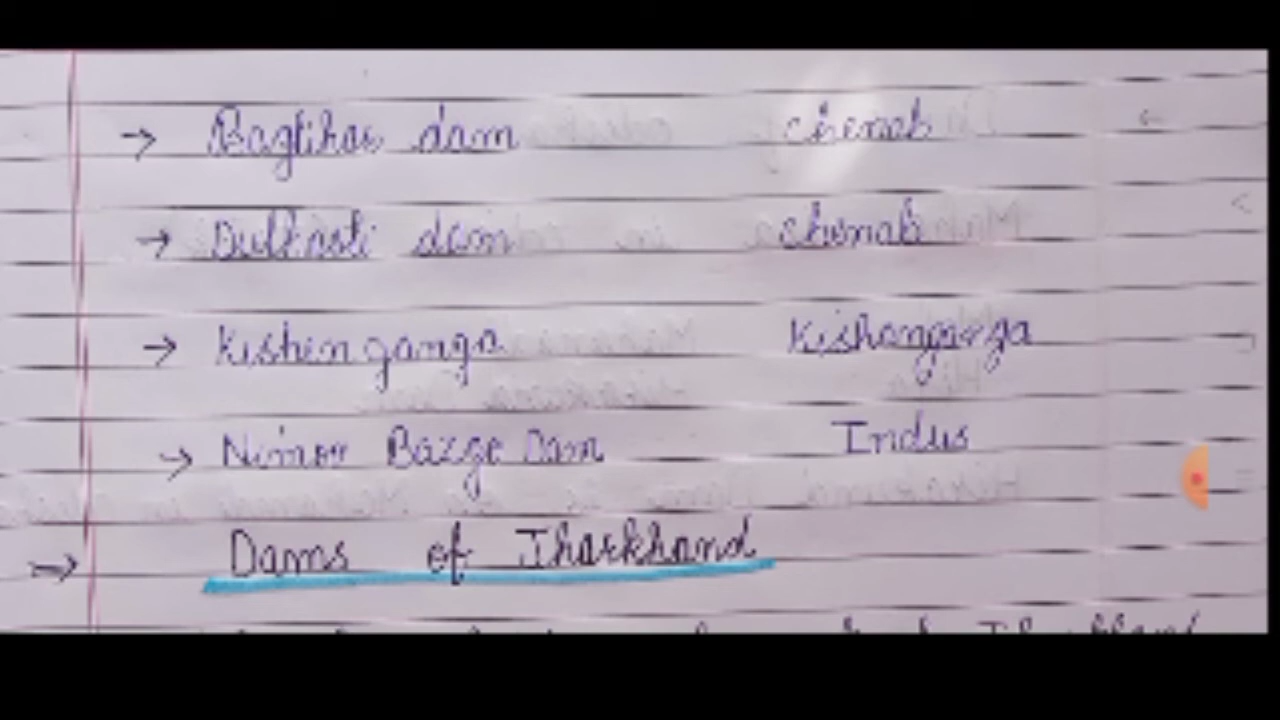 → Baglihar dam chenab
→ Dulhasti dam chenab
→ Kishenganga Kishanganga
→ Nimoo Bazgo Dam Indus
→ Dams of Jharkhand